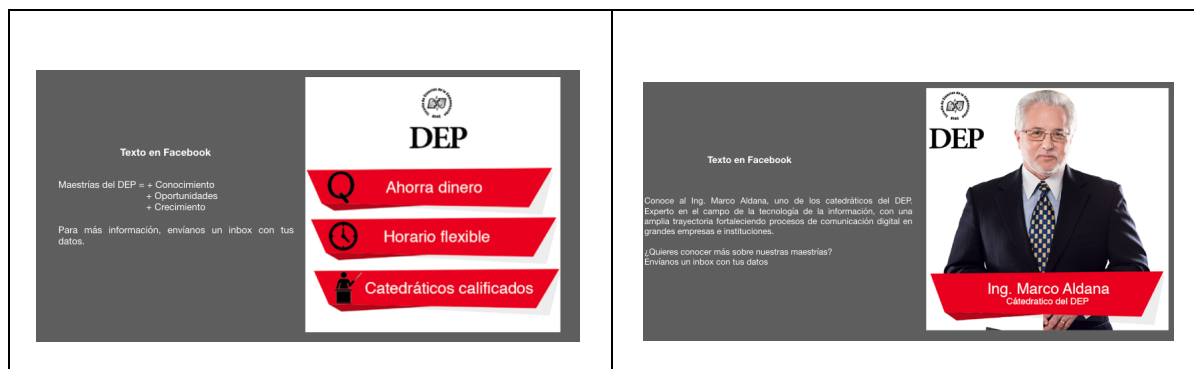 Texto en Facebook
Maestrías del DEP = + Conocimiento
+ Oportunidades
+ Crecimiento
Para más información, envíanos un inbox con tus
datos.
DEP
Ahorra dinero
Horario flexible
Catedráticos calificados
Texto en Facebook
Conoce al Ing. Marco Aldana, uno de los catedráticos del DEP.
Experto en el campo de la tecnología de la información, con una
amplia trayectoria fortaleciendo procesos de comunicación digital en
grandes empresas e instituciones.
¿Quieres conocer más sobre nuestras maestrías?
Envíanos un inbox con tus datos
DEP
Ing. Marco Aldana
Cátedratico del DEP